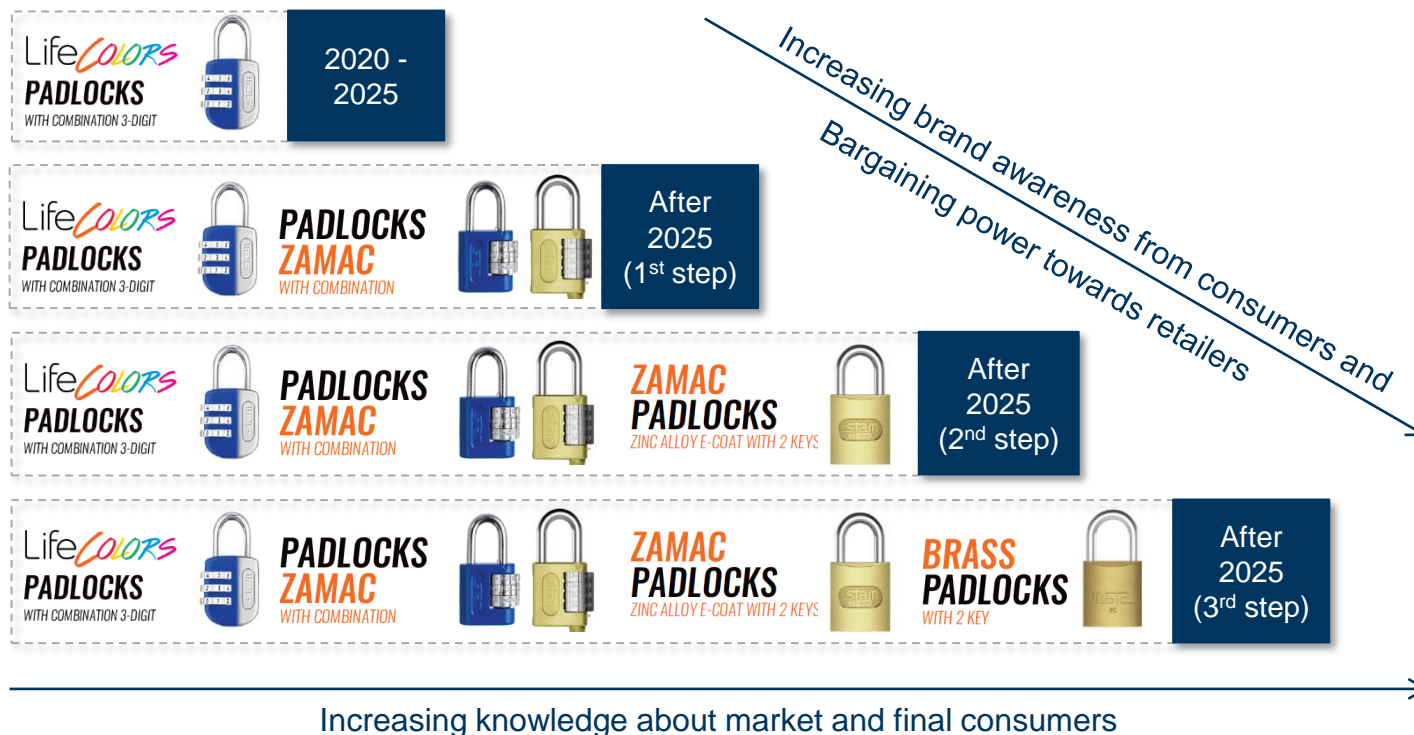 LifeCOLORS
PADLOCKS
WITH COMBINATION 3-DIGIT
2020 -
2025
Increasing brand awareness from consumers and
Bargaining power towards retailers
LifeCOLORS
PADLOCKS
WITH COMBINATION 3-DIGIT
PADLOCKS
ZAMAC
WITH COMBINATION
After
2025
(1st step)
LifeCOLORS
PADLOCKS
WITH COMBINATION 3-DIGIT
PADLOCKS
ZAMAC
WITH COMBINATION
ZAMAC
PADLOCKS
ZINC ALLOY E-COAT WITH 2 KEYS
stam
After
2025
(2nd step)
LifeCOLORS
PADLOCKS
WITH COMBINATION 3-DIGIT
PADLOCKS
ZAMAC
WITH COMBINATION
ZAMAC
PADLOCKS
ZINC ALLOY E-COAT WITH 2 KEYS
stam
BRASS
PADLOCKS
WITH 2 KEY
After
2025
(3rd step)
Increasing knowledge about market and final consumers